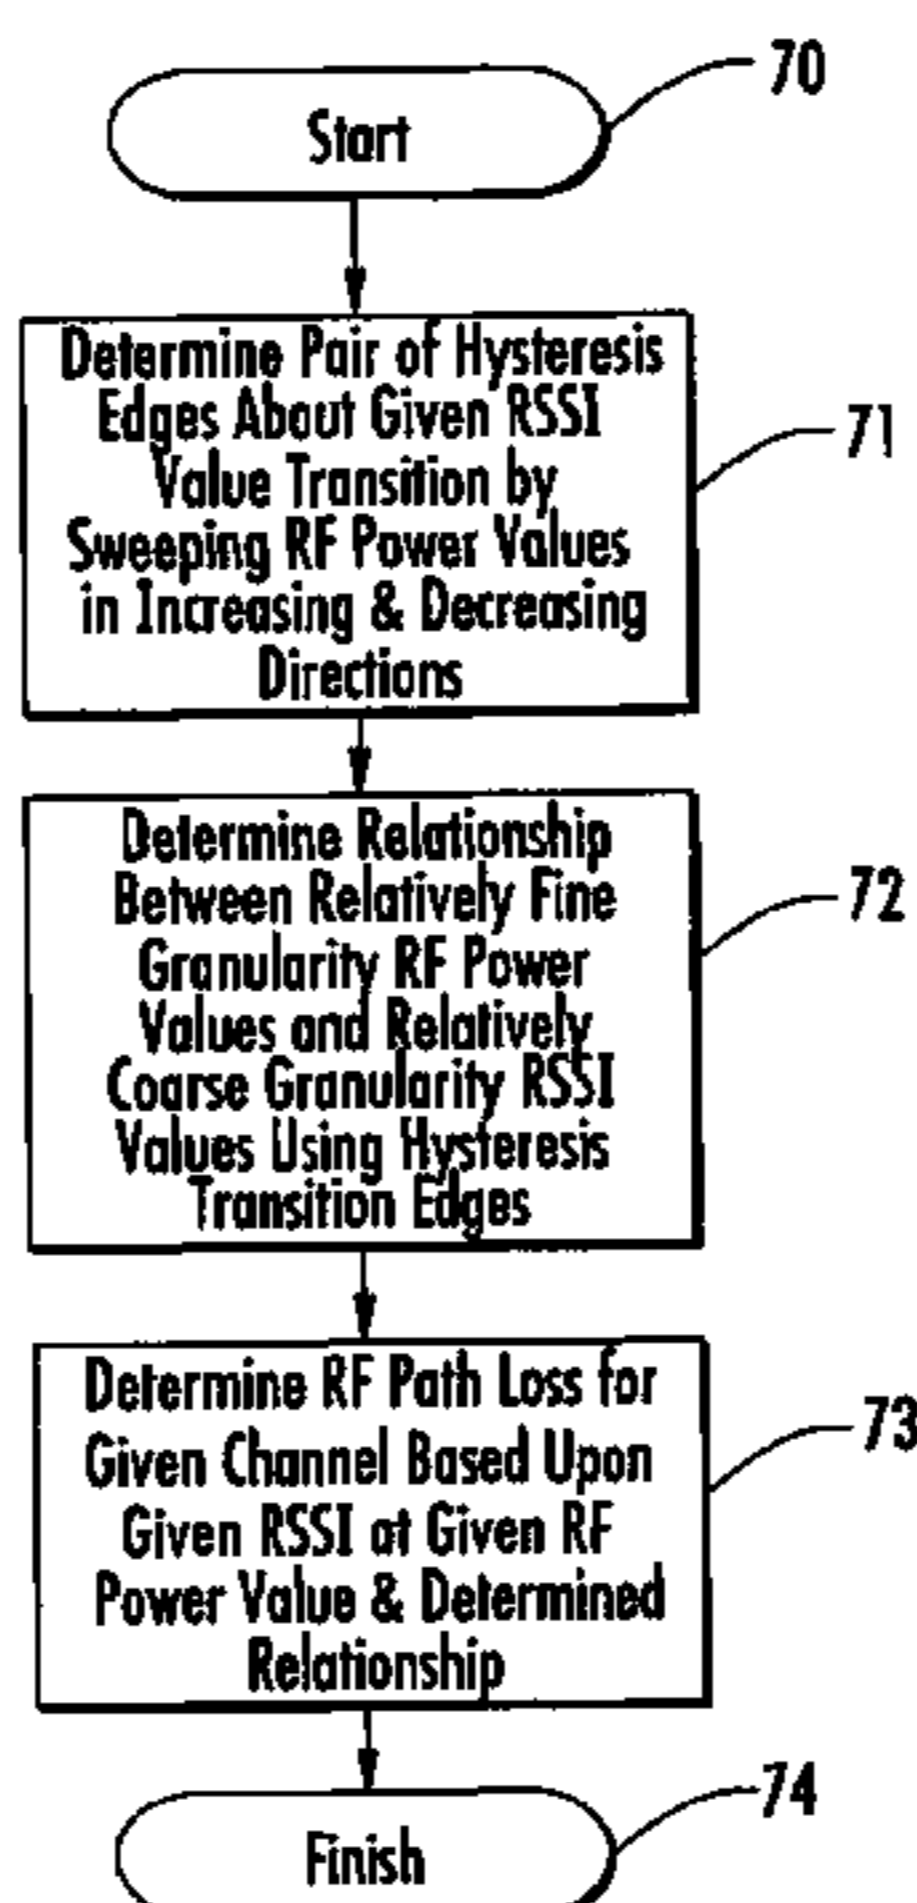 70
Start
Determine Pair of Hysteresis
Edges About Given RSSI
Value Transition by
Sweeping RF Power Values
in Increasing & Decreasing
Directions
71
Determine Relationship
Between Relatively Fine
Granularity RF Power
Values and Relatively
Coarse Granularity RSSI
Values Using Hysteresis
Transition Edges
72
Determine RF Path Loss for
Given Channel Based Upon
Given RSSI at Given RF
Power Value & Determined
Relationship
73
Finish
74